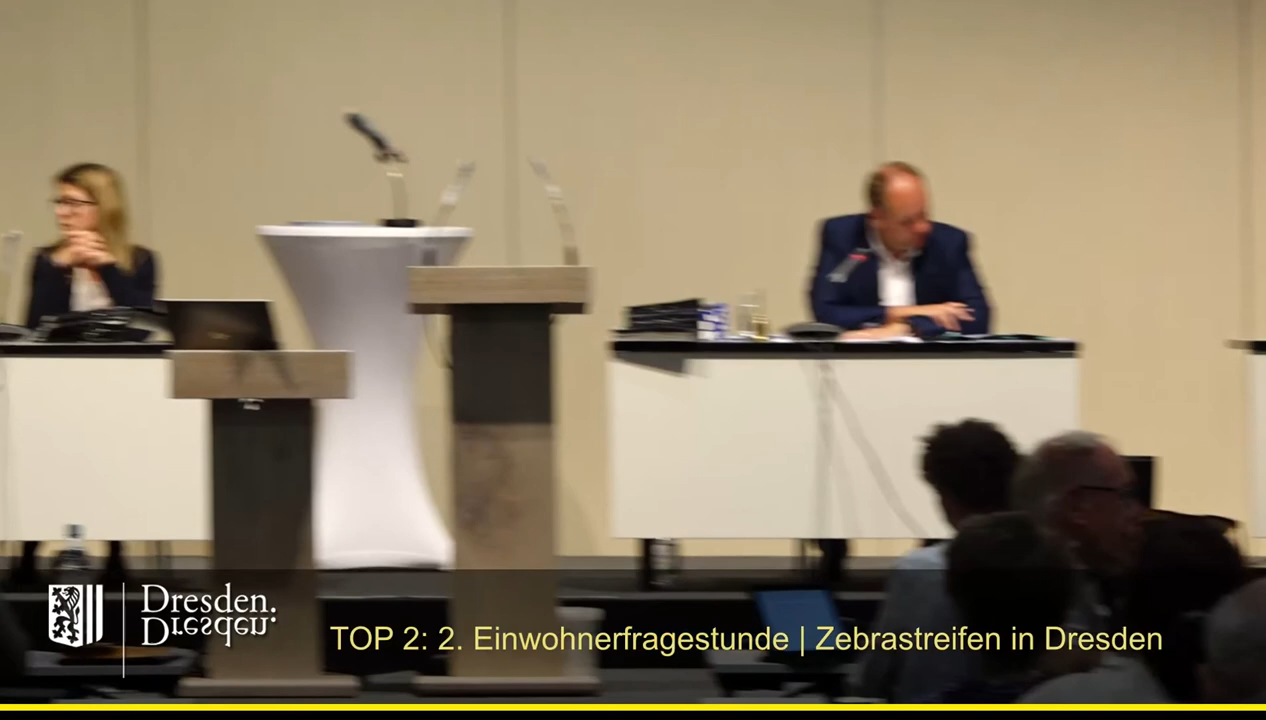 Dresden.
Dresden.
TOP 2: 2. Einwohnerfragestunde | Zebrastreifen in Dresden